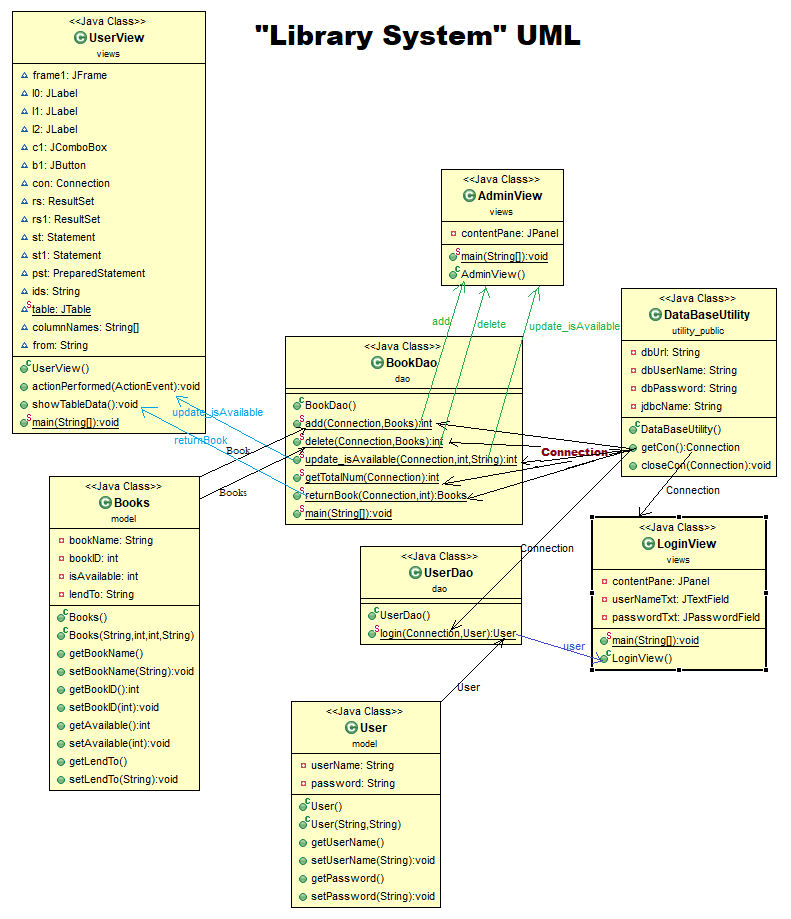 "Library System" UML
<<Java Class>>
UserView
views
frame1: JFrame
l0: JLabel
l1: JLabel
l2: JLabel
c1: JComboBox
b1: JButton
con: Connection
rs: ResultSet
rs1: ResultSet
st: Statement
st1: Statement
pst: PreparedStatement
ids: String
table: JTable
columnNames: String[]
from: String
UserView()
actionPerformed(ActionEvent):void
showTableData():void
main(String[]):void
<<Java Class>>
AdminView
views
contentPane: JPanel
main(String[]):void
AdminView()
add
delete
update_isAvailable
<<Java Class>>
DataBaseUtility
utility_public
dbUrl: String
dbUserName: String
dbPassword: String
jdbcName: String
DataBaseUtility()
getCon():Connection
closeCon(Connection):void
<<Java Class>>
BookDao
dao
BookDao()
add(Connection,Books):int
delete(Connection,Books):int
update_isAvailable(Connection,int,String):int
getTotalNum(Connection):int
returnBook(Connection,int):Books
main(String[]):void
update_isAvailable
returnBook
Book
Books
Connection
Connection
Connection
<<Java Class>>
Books
model
bookName: String
bookID: int
isAvailable: int
lendTo: String
Books()
Books(String,int,int,String)
getBookName()
setBookName(String):void
getBookID():int
setBookID(int):void
getAvailable():int
setAvailable(int):void
getLendTo()
setLendTo(String):void
<<Java Class>>
UserDao
dao
UserDao()
login(Connection,User):User
user
User
<<Java Class>>
LoginView
views
contentPane: JPanel
userNameTxt: JTextField
passwordTxt: JPasswordField
main(String[]):void
LoginView()
<<Java Class>>
User
model
userName: String
password: String
User()
User(String,String)
getUserName()
setUserName(String):void
getPassword()
setPassword(String):void